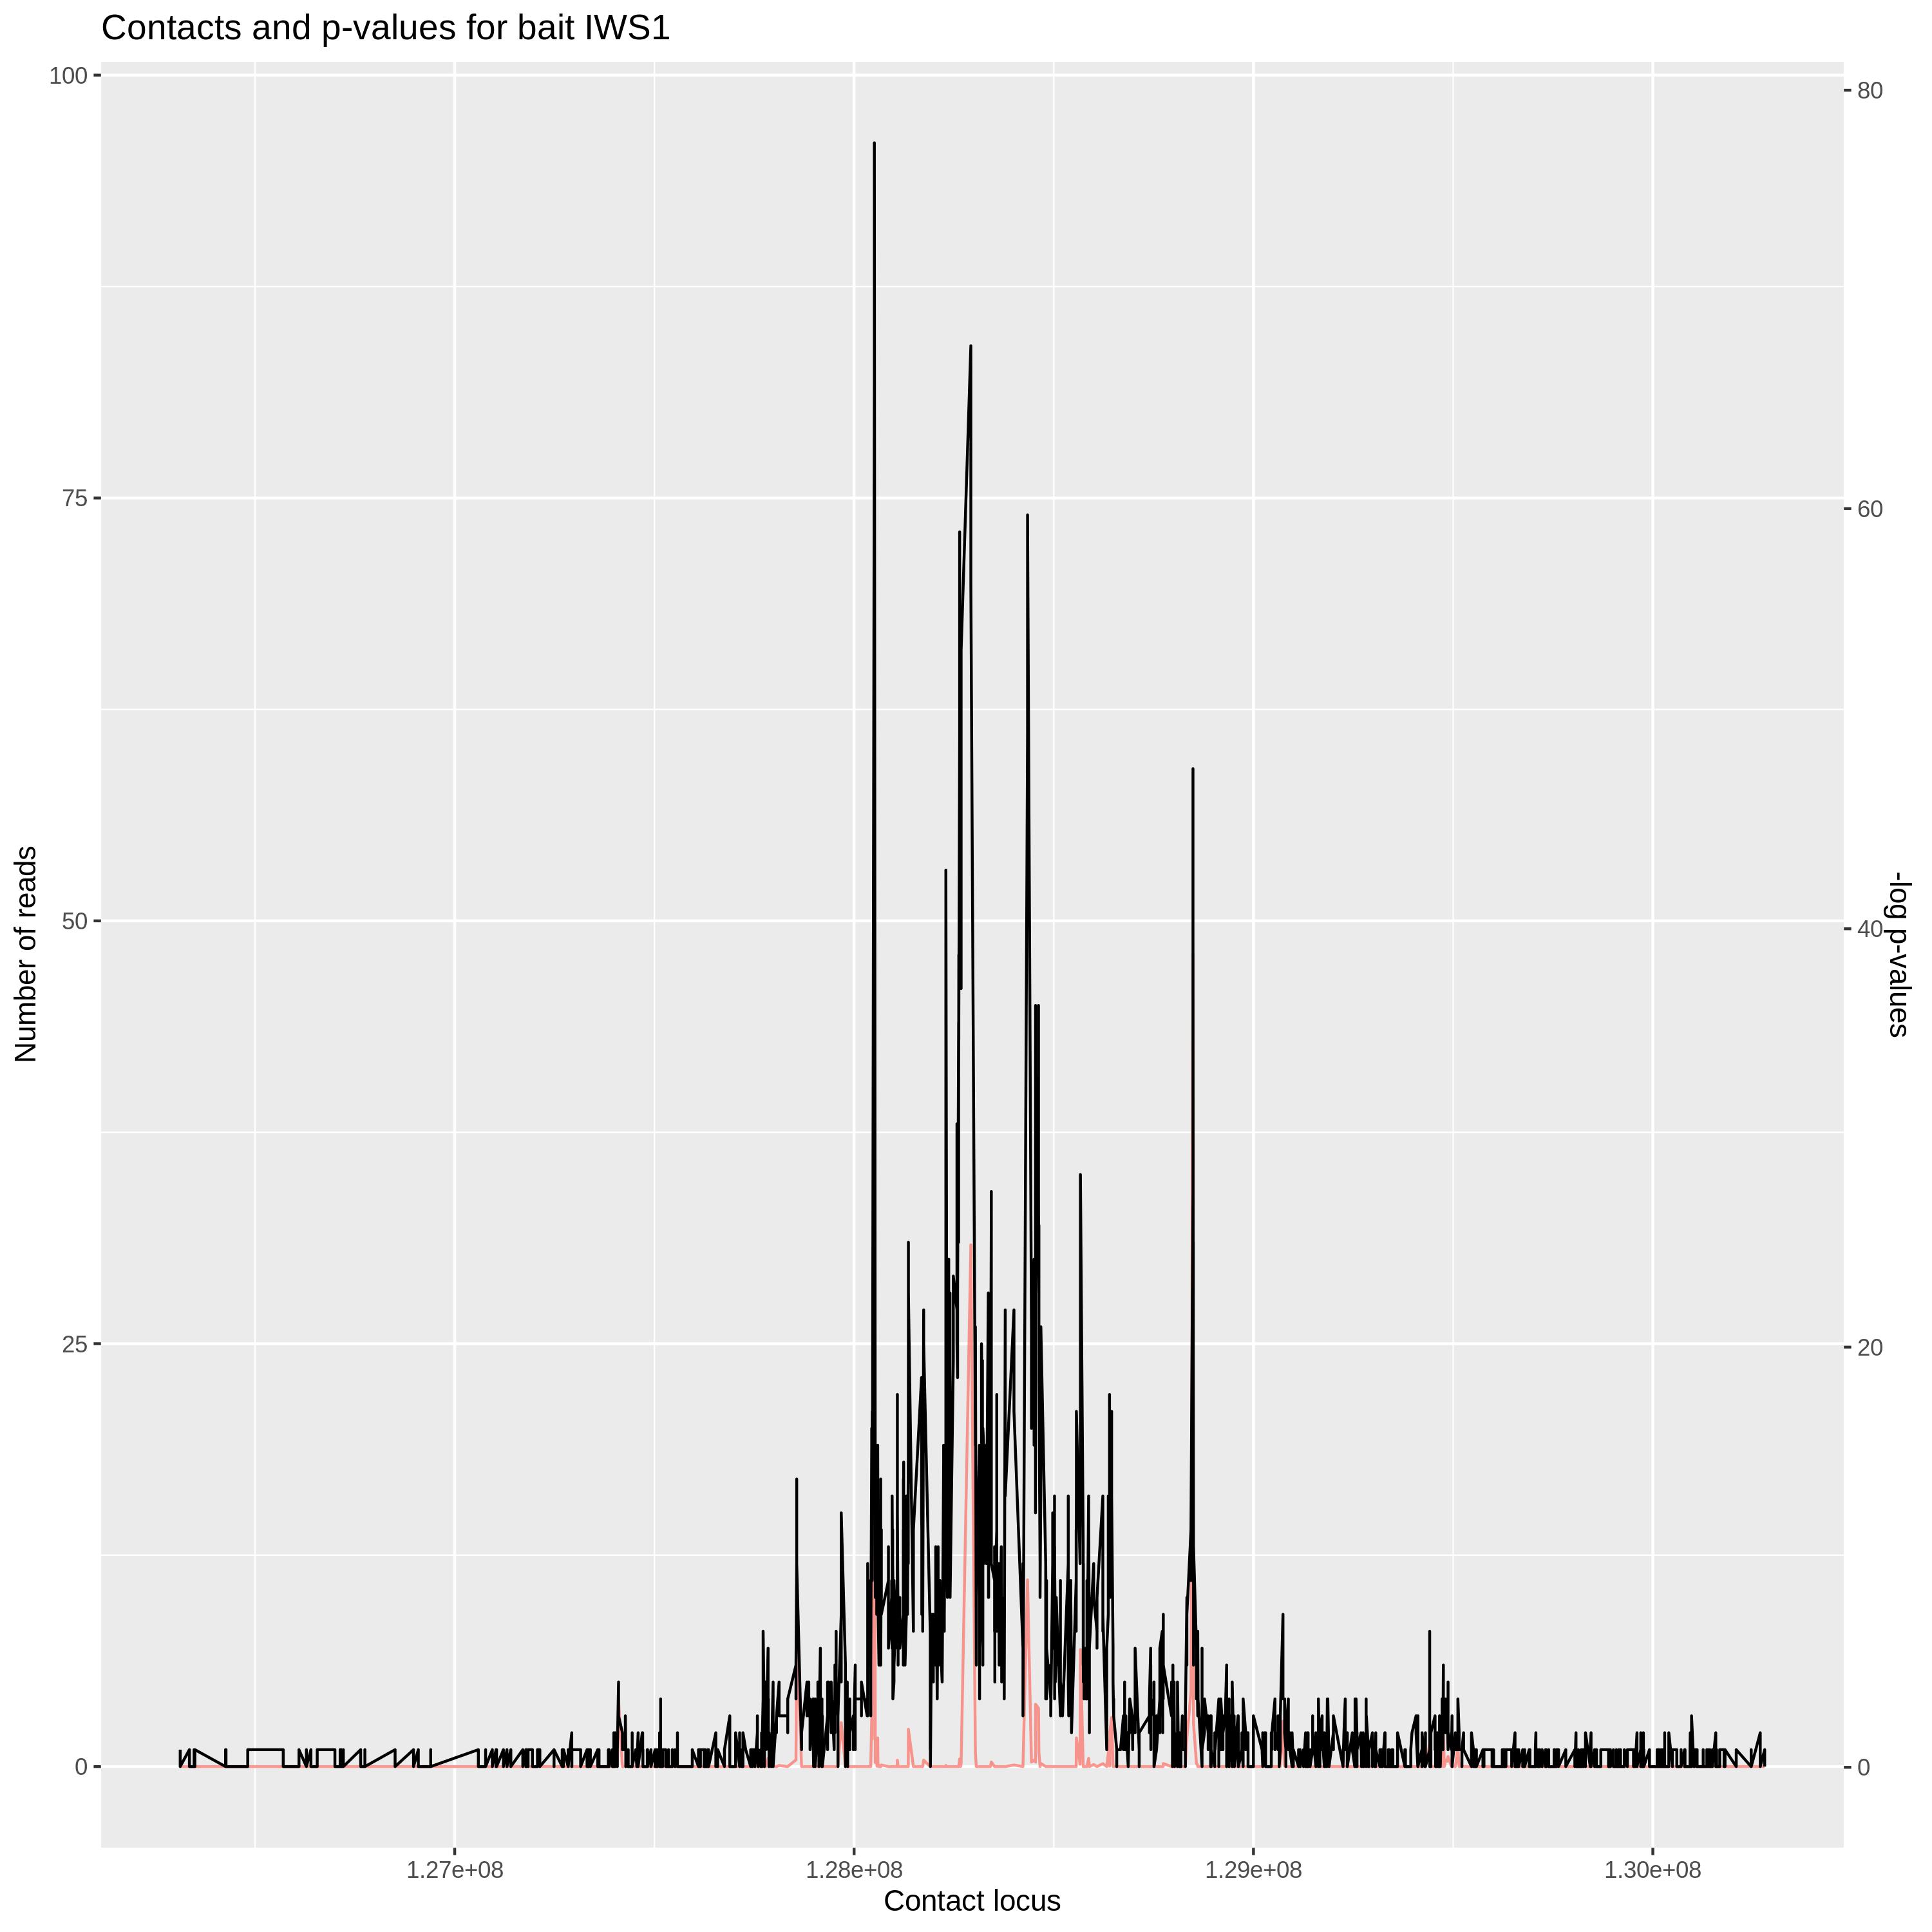 Contacts and p-values for bait IWS1
100
75
50
25
0
Number of reads
80
60
40
20
0
-log p-values
1.27e+08 1.28e+08 1.29e+08 1.30e+08
Contact locus